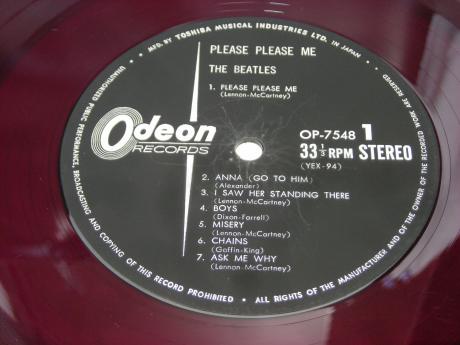 MFD. BY TOSHIBA MUSICAL INDUSTRIES LTD. IN JAPAN
PLEASE PLEASE ME
THE BEATLES
1. PLEASE PLEASE ME
(Lennon-McCartney)
Odeon
RECORDS
OP-7548 1
33 1/3 RPM STEREO
(YEX-94)
2. ANNA (GO TO HIM)
(Alexander)
3. I SAW HER STANDING THERE
(Lennon-McCartney)
4. BOYS
(Dixon-Farrell)
5. MISERY
(Lennon-McCartney)
6. CHAINS
(Goffin-King)
7. ASK ME WHY
(Lennon-McCartney)
UNAUTHORIZED PUBLIC PERFORMANCE, BROADCASTING AND COPYING OF THIS RECORD PROHIBITED • ALL RIGHTS OF THE MANUFACTURER AND OF THE OWNER OF THE RECORDED WORK ARE RESERVED